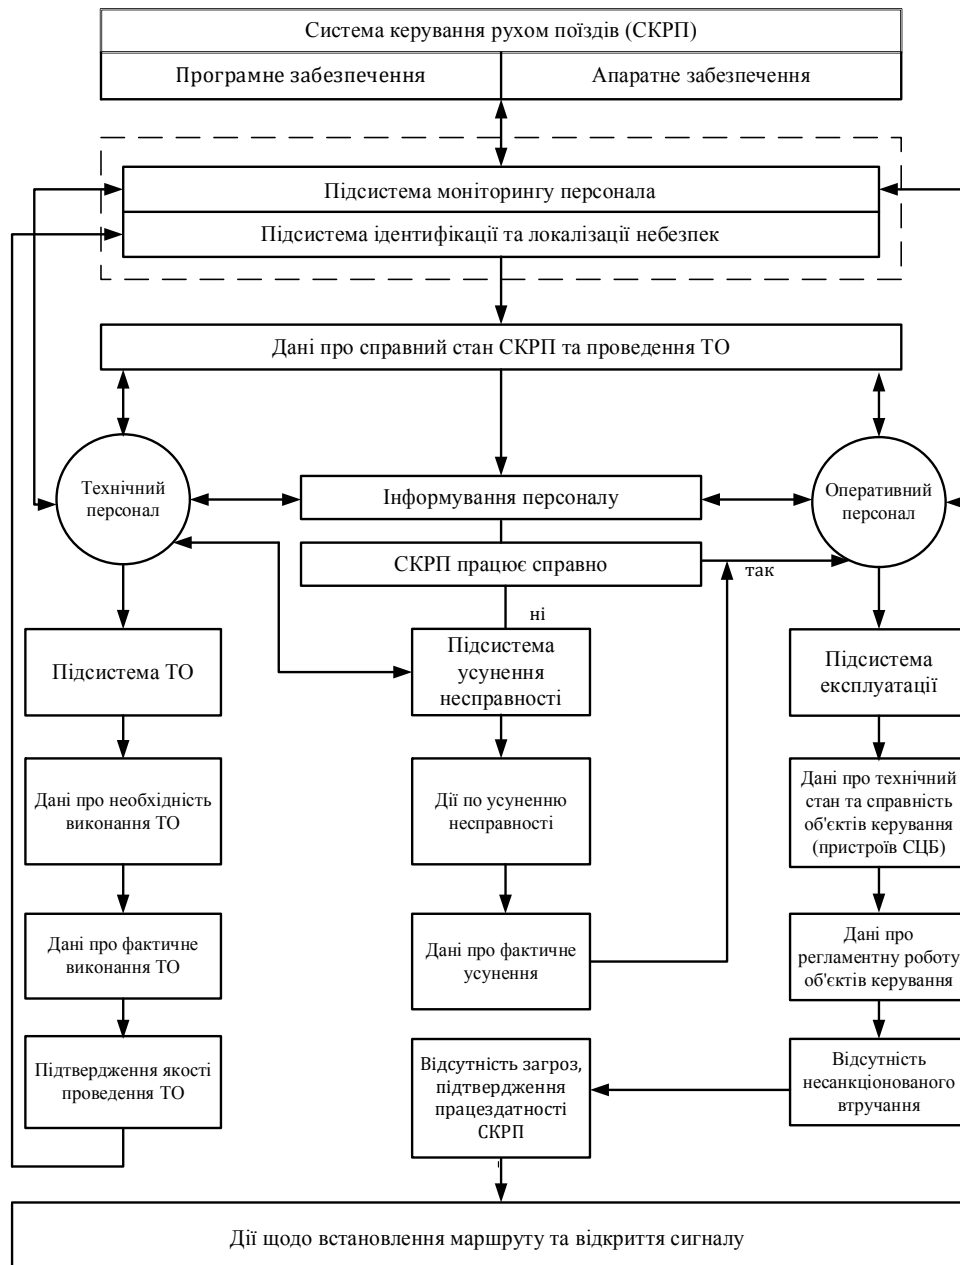 Система керування рухом поїздів (СКРП)
Програмне забезпечення
Апаратне забезпечення
Підсистема моніторингу персонала
Підсистема ідентифікації та локалізації небезпек
Дані про справний стан СКРП та проведення ТО
Технічний
персонал
Інформування персоналу
Оперативний
персонал
СКРП працює справно
так
ні
Підсистема ТО
Підсистема
усунення
несправності
Підсистема
експлуатації
Дані про необхідність
виконання ТО
Дії по усуненню
несправності
Дані про технічний
стан та справність
об'єктів керування
(пристроїв СЦБ)
Дані про фактичне
виконання ТО
Дані про фактичне
усунення
Дані про
регламентну роботу
об'єктів керування
Підтвердження якості
проведення ТО
Відсутність загроз,
підтвердження
працездатності
СКРП
Відсутність
несанкціонованого
втручання
Дії щодо встановлення маршруту та відкриття сигналу